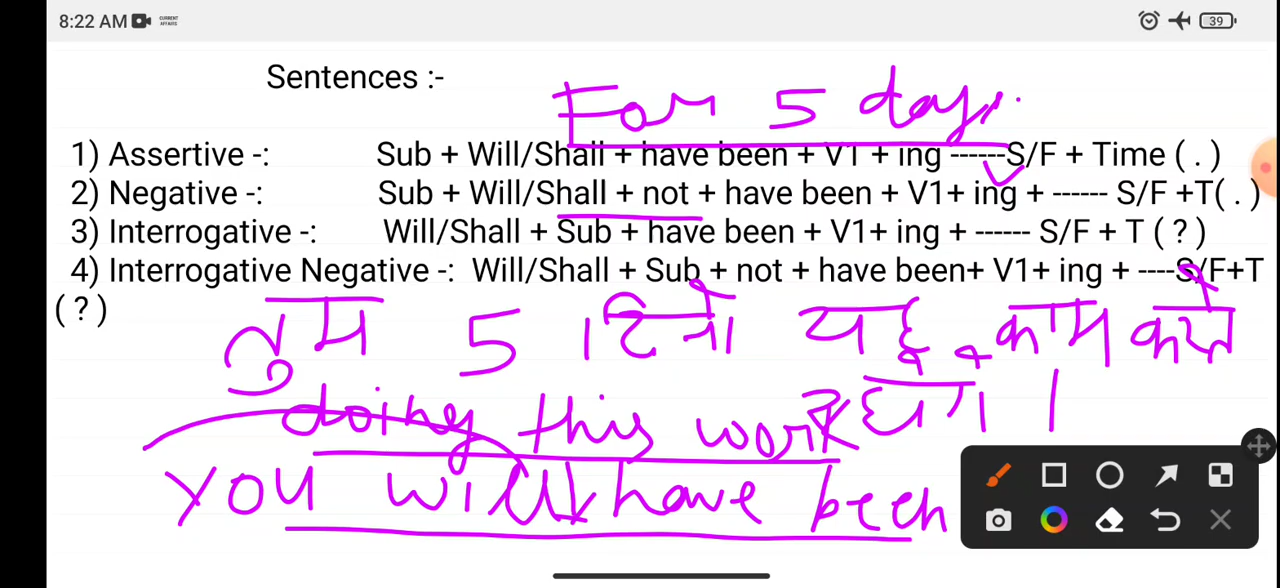 8:22 AM CURRENT AFFAIRS 39
Sentences :-
For 5 days.
1) Assertive -: Sub + Will/Shall + have been + V1 + ing ------S/F + Time ( . )
2) Negative -: Sub + Will/Shall + not + have been + V1+ ing + ------ S/F +T( . )
3) Interrogative -: Will/Shall + Sub + have been + V1+ ing + ------ S/F + T ( ? )
4) Interrogative Negative -: Will/Shall + Sub + not + have been+ V1+ ing + ----S/F+T
( ? )
तुम 5 दिनों यह काम करते
doing this work
you will have been